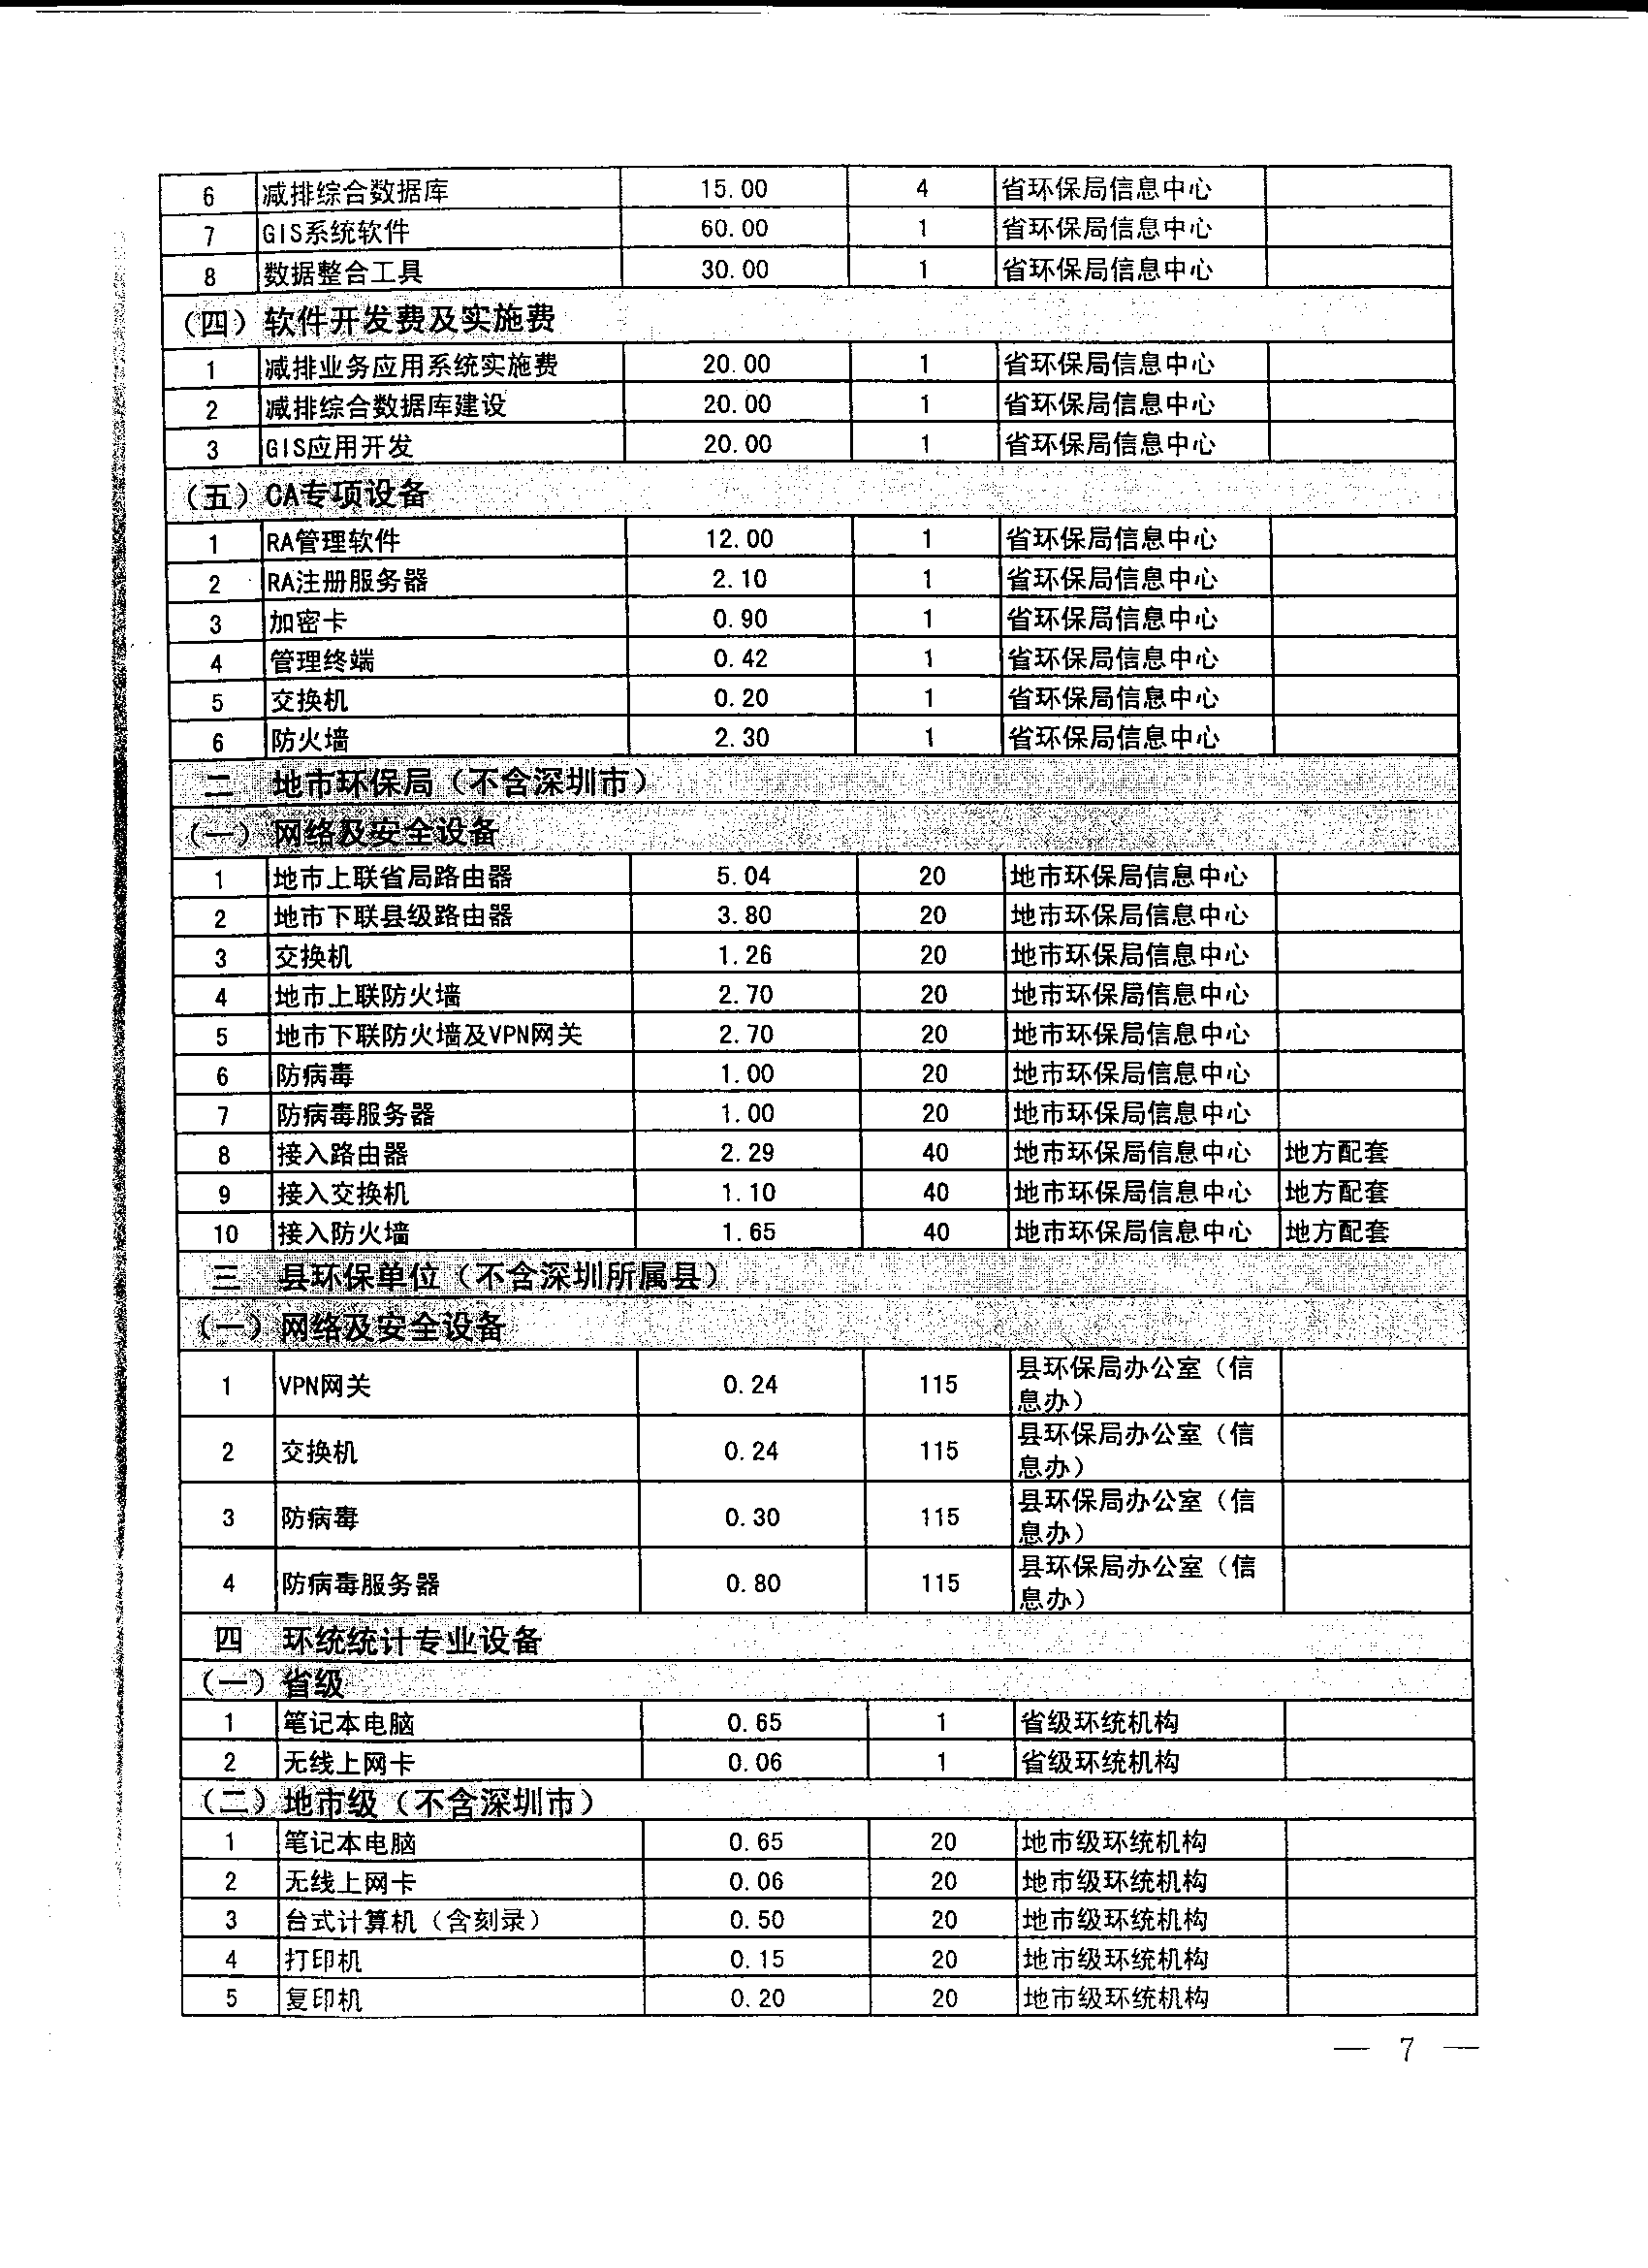 6 减排综合数据库 15.00 4 省环保局信息中心
7 GIS系统软件 60.00 1 省环保局信息中心
8 数据整合工具 30.00 1 省环保局信息中心
（四）软件开发费及实施费
1 减排业务应用系统实施费 20.00 1 省环保局信息中心
2 减排综合数据库建设 20.00 1 省环保局信息中心
3 GIS应用开发 20.00 1 省环保局信息中心
（五）CA专项设备
1 RA管理软件 12.00 1 省环保局信息中心
2 RA注册服务器 2.10 1 省环保局信息中心
3 加密卡 0.90 1 省环保局信息中心
4 管理终端 0.42 1 省环保局信息中心
5 交换机 0.20 1 省环保局信息中心
6 防火墙 2.30 1 省环保局信息中心
二 地市环保局（不含深圳市）
（一）网络及安全设备
1 地市上联省局路由器 5.04 20 地市环保局信息中心
2 地市下联县级路由器 3.80 20 地市环保局信息中心
3 交换机 1.26 20 地市环保局信息中心
4 地市上联防火墙 2.70 20 地市环保局信息中心
5 地市下联防火墙及VPN网关 2.70 20 地市环保局信息中心
6 防病毒 1.00 20 地市环保局信息中心
7 防病毒服务器 1.00 20 地市环保局信息中心
8 接入路由器 2.29 40 地市环保局信息中心 地方配套
9 接入交换机 1.10 40 地市环保局信息中心 地方配套
10 接入防火墙 1.65 40 地市环保局信息中心 地方配套
三 县环保单位（不含深圳所属县）
（一）网络及安全设备
1 VPN网关 0.24 115 县环保局办公室（信
息办）
2 交换机 0.24 115 县环保局办公室（信
息办）
3 防病毒 0.30 115 县环保局办公室（信
息办）
4 防病毒服务器 0.80 115 县环保局办公室（信
息办）
四 环统统计专业设备
（一）省级
1 笔记本电脑 0.65 1 省级环统机构
2 无线上网卡 0.06 1 省级环统机构
（二）地市级（不含深圳市）
1 笔记本电脑 0.65 20 地市级环统机构
2 无线上网卡 0.06 20 地市级环统机构
3 台式计算机（含刻录） 0.50 20 地市级环统机构
4 打印机 0.15 20 地市级环统机构
5 复印机 0.20 20 地市级环统机构
— 7 —